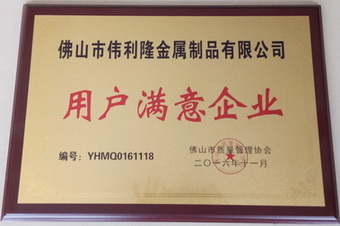 佛山市伟利隆金属制品有限公司
用户满意企业
编号：YHMQ0161118
佛山市质量管理协会
二〇一六年十一月